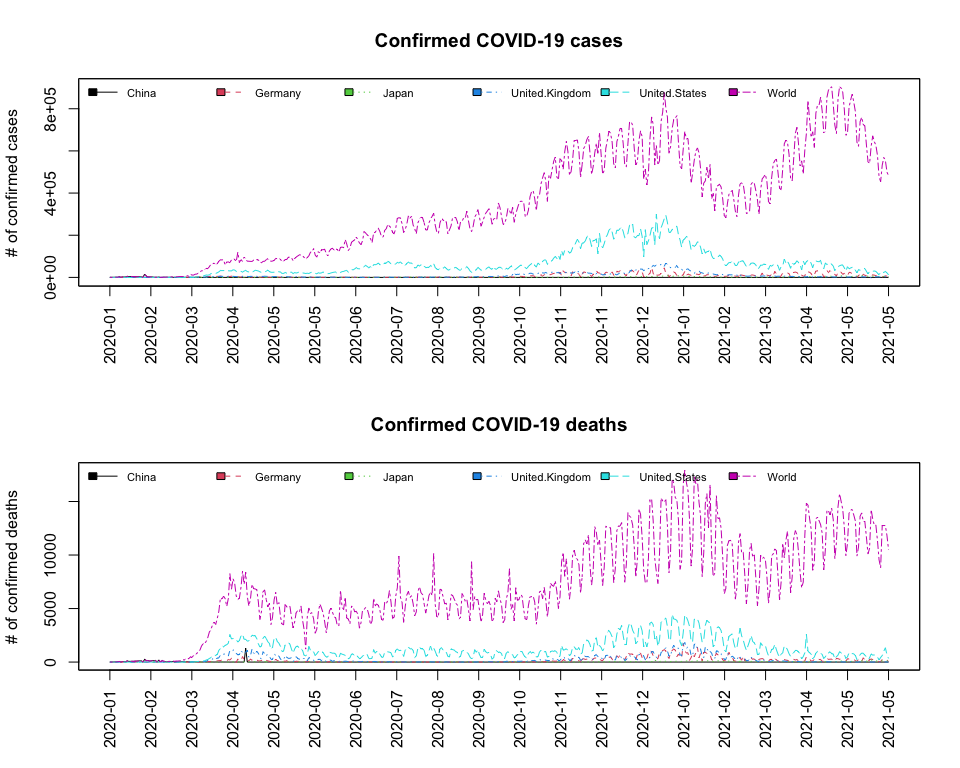 Confirmed COVID-19 cases
China Germany Japan United.Kingdom United.States World
# of confirmed cases
0e+00 4e+05 8e+05
2020-01 2020-02 2020-03 2020-04 2020-05 2020-05 2020-06 2020-07 2020-08 2020-09 2020-10 2020-11 2020-11 2020-12 2021-01 2021-02 2021-03 2021-04 2021-05 2021-05
Confirmed COVID-19 deaths
China Germany Japan United.Kingdom United.States World
# of confirmed deaths
0 5000 10000
2020-01 2020-02 2020-03 2020-04 2020-05 2020-05 2020-06 2020-07 2020-08 2020-09 2020-10 2020-11 2020-11 2020-12 2021-01 2021-02 2021-03 2021-04 2021-05 2021-05